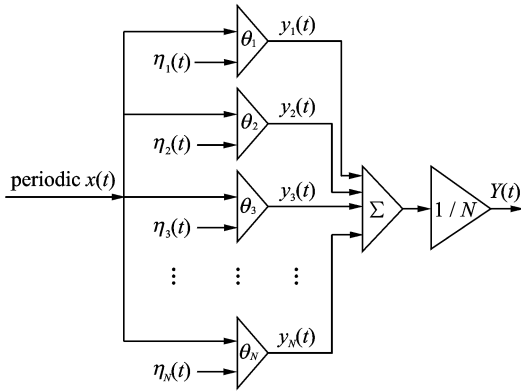 θ₁ y₁(t)
η₁(t)
θ₂ y₂(t)
η₂(t)
periodic x(t) θ₃ y₃(t) Σ 1 / N Y(t)
η₃(t)
⋮ ⋮ ⋮
θN yN(t)
ηN(t)